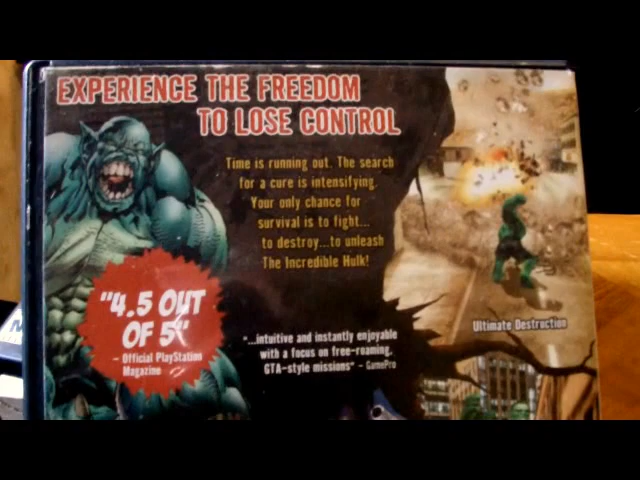 EXPERIENCE THE FREEDOM
TO LOSE CONTROL
Time is running out. The search
for a cure is intensifying.
Your only chance for
survival is to fight...
to destroy...to unleash
The Incredible Hulk!
"4.5 OUT
OF 5"
– Official PlayStation
Magazine
"...intuitive and instantly enjoyable
with a focus on free-roaming,
GTA-style missions" - GamePro
Ultimate Destruction